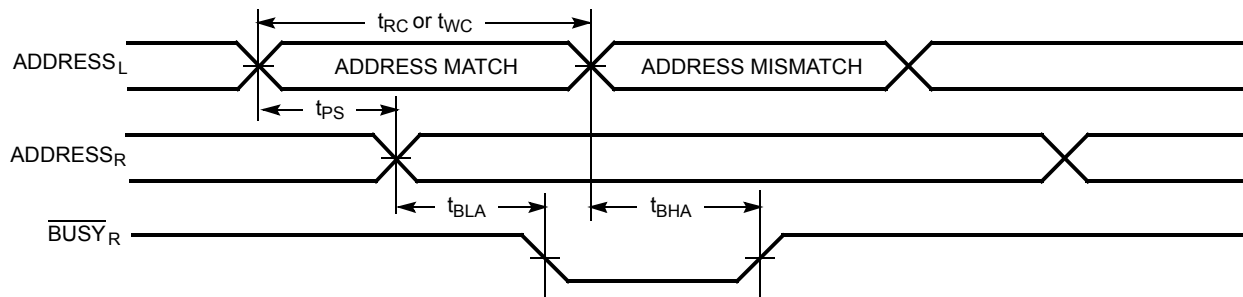 tRC or tWC
ADDRESSL
ADDRESS MATCH
ADDRESS MISMATCH
tPS
ADDRESSR
tBLA
tBHA
BUSYR